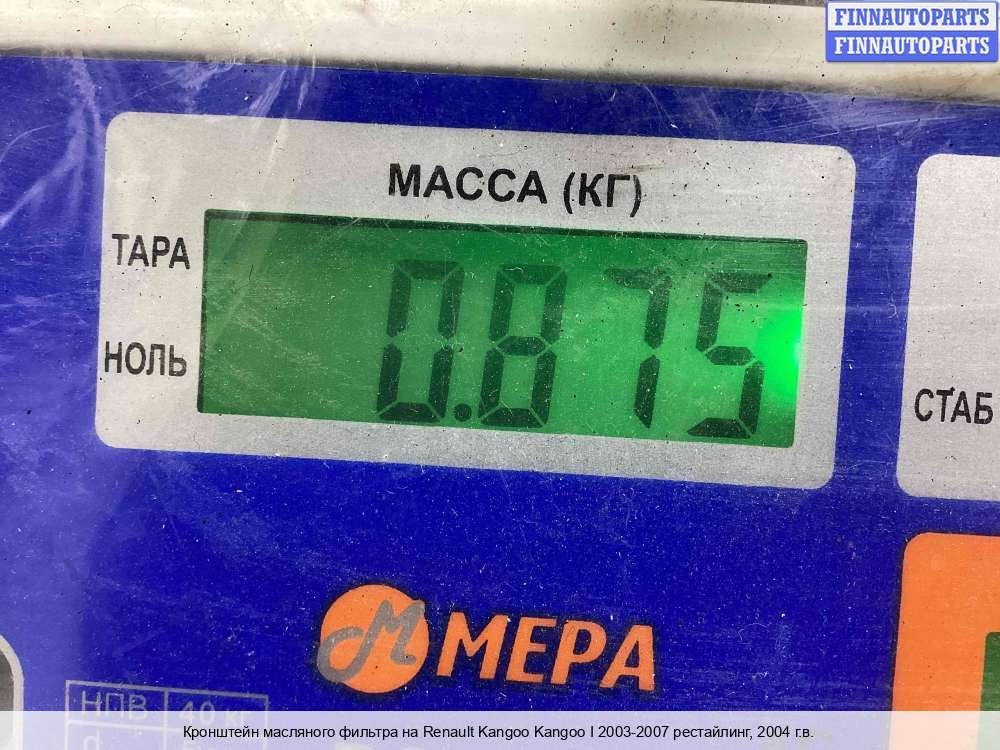 FINNAUTOPARTS
FINNAUTOPARTS
МАССА (КГ)
ТАРА
0.875
НОЛЬ
СТАБ
М МЕРА
НПВ 40 кг
d
Кронштейн масляного фильтра на Renault Kangoo Kangoo I 2003-2007 рестайлинг, 2004 г.в.